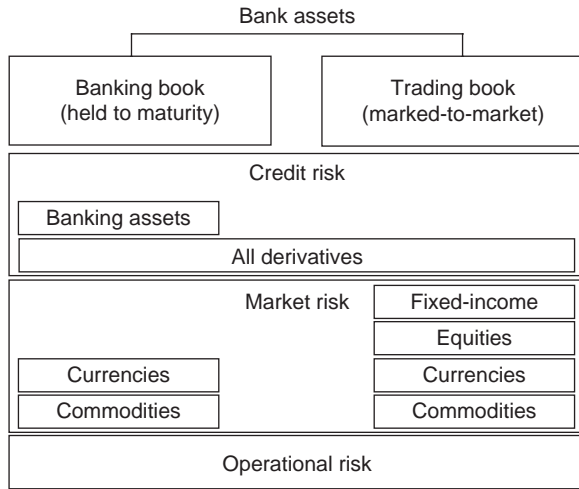 Bank assets
Banking book
(held to maturity)
Trading book
(marked-to-market)
Credit risk
Banking assets
All derivatives
Market risk
Fixed-income
Equities
Currencies
Currencies
Commodities
Commodities
Operational risk